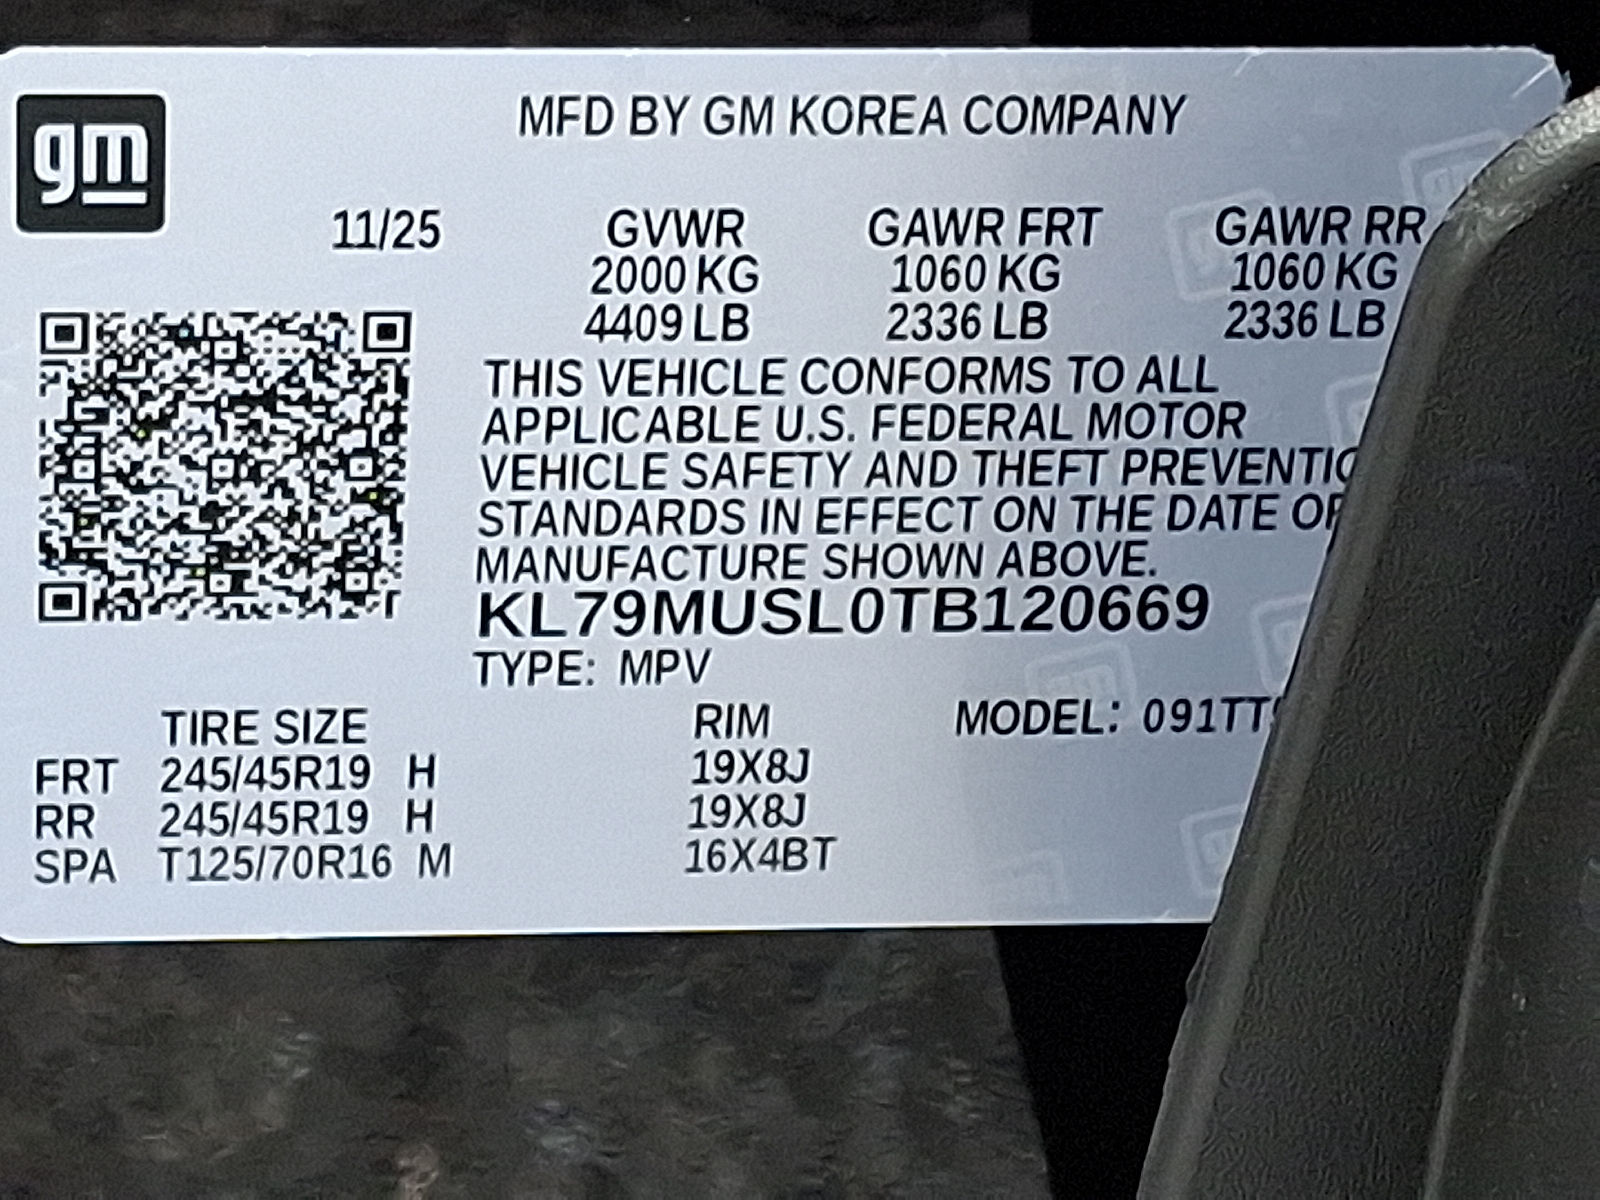 gm
MFD BY GM KOREA COMPANY
11/25 GVWR GAWR FRT GAWR RR
2000 KG 1060 KG 1060 KG
4409 LB 2336 LB 2336 LB
THIS VEHICLE CONFORMS TO ALL
APPLICABLE U.S. FEDERAL MOTOR
VEHICLE SAFETY AND THEFT
STANDARDS IN EFFECT ON THE DATE
MANUFACTURE SHOWN ABOVE.
KL79MUSL0TB120669
TYPE: MPV
TIRE SIZE RIM MODEL:
FRT 245/45R19 H 19X8J
RR 245/45R19 H 19X8J
SPA T125/70R16 M 16X4BT